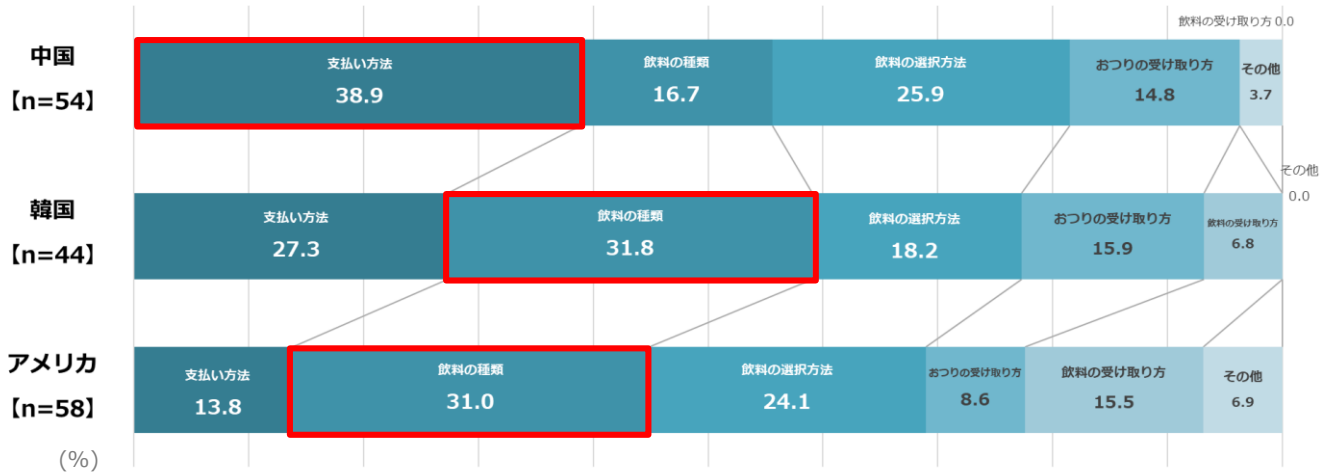 飲料の受け取り方 0.0
中国
【n=54】
支払い方法
38.9
飲料の種類
16.7
飲料の選択方法
25.9
おつりの受け取り方
14.8
その他
3.7
その他
0.0
韓国
【n=44】
支払い方法
27.3
飲料の種類
31.8
飲料の選択方法
18.2
おつりの受け取り方
15.9
飲料の受け取り方
6.8
アメリカ
【n=58】
支払い方法
13.8
飲料の種類
31.0
飲料の選択方法
24.1
おつりの受け取り方
8.6
飲料の受け取り方
15.5
その他
6.9
(%)